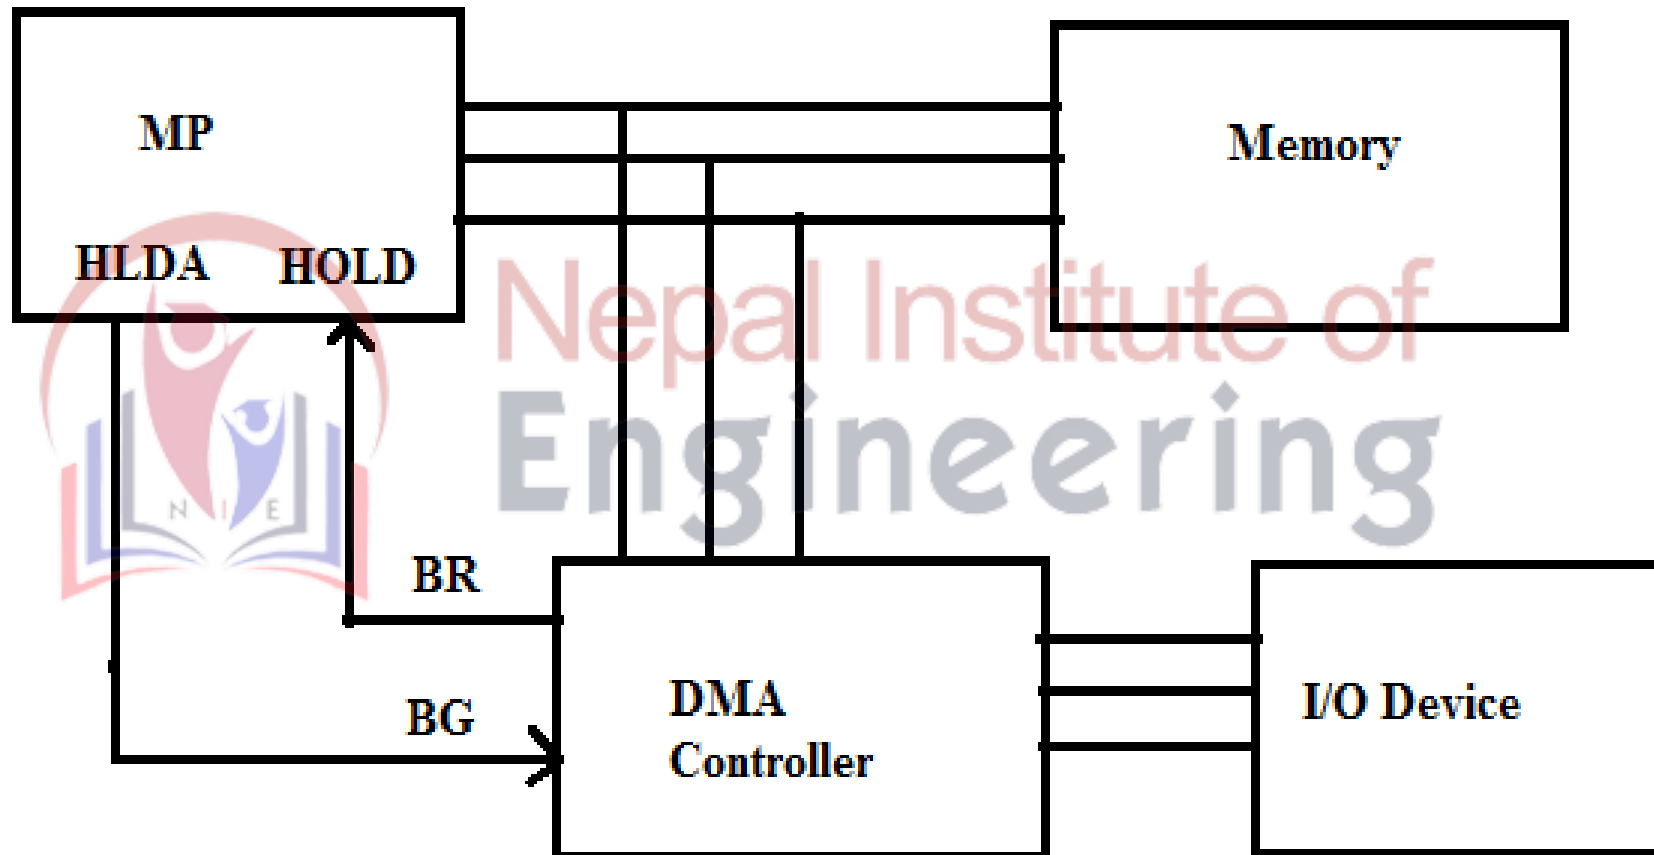 MP
Memory
HLDA
HOLD
Nepal Institute of
Engineering
N I E
BR
BG
DMA
Controller
I/O Device